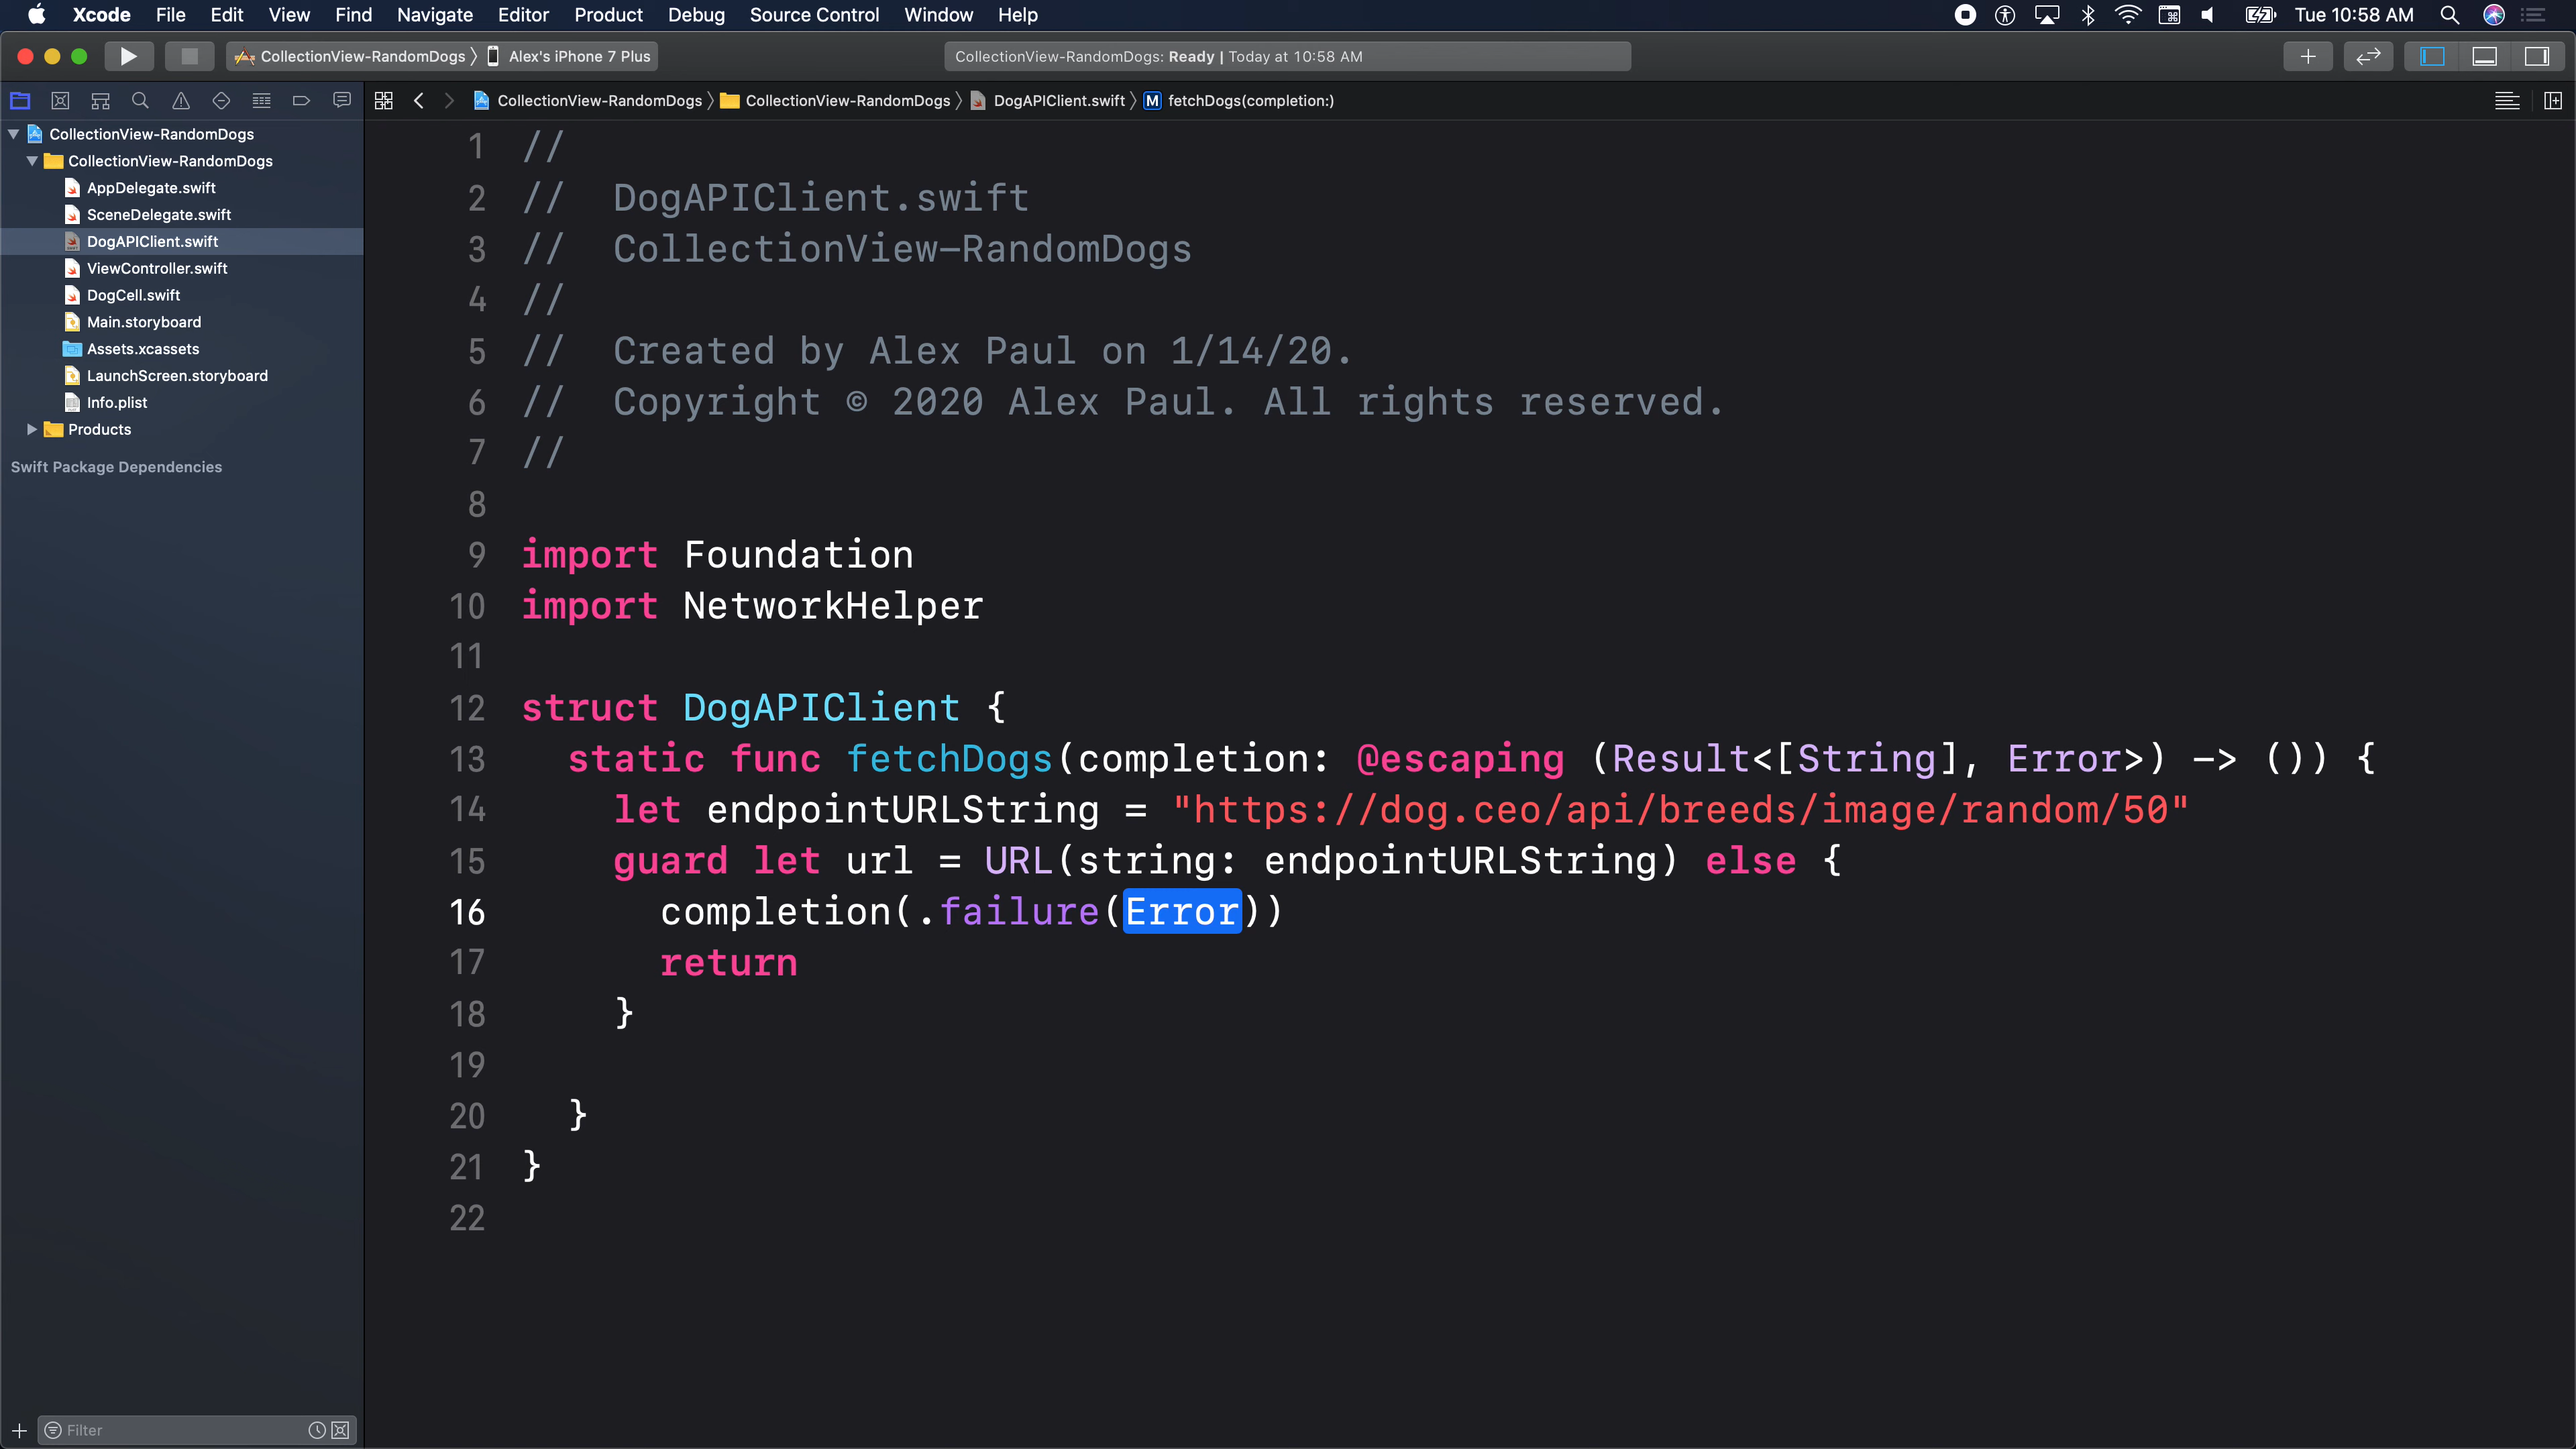 Xcode File Edit View Find Navigate Editor Product Debug Source Control Window Help Tue 10:58 AM
CollectionView-RandomDogs Alex's iPhone 7 Plus CollectionView-RandomDogs: Ready | Today at 10:58 AM
CollectionView-RandomDogs CollectionView-RandomDogs DogAPIClient.swift M fetchDogs(completion:)
CollectionView-RandomDogs
CollectionView-RandomDogs
AppDelegate.swift
SceneDelegate.swift
DogAPIClient.swift
ViewController.swift
DogCell.swift
Main.storyboard
Assets.xcassets
LaunchScreen.storyboard
Info.plist
Products
Swift Package Dependencies
Filter
1 //
2 //  DogAPIClient.swift
3 //  CollectionView-RandomDogs
4 //
5 //  Created by Alex Paul on 1/14/20.
6 //  Copyright © 2020 Alex Paul. All rights reserved.
7 //
8
9 import Foundation
10 import NetworkHelper
11
12 struct DogAPIClient {
13   static func fetchDogs(completion: @escaping (Result<[String], Error>) -> ()) {
14     let endpointURLString = "https://dog.ceo/api/breeds/image/random/50"
15     guard let url = URL(string: endpointURLString) else {
16       completion(.failure(Error))
17       return
18     }
19
20   }
21 }
22